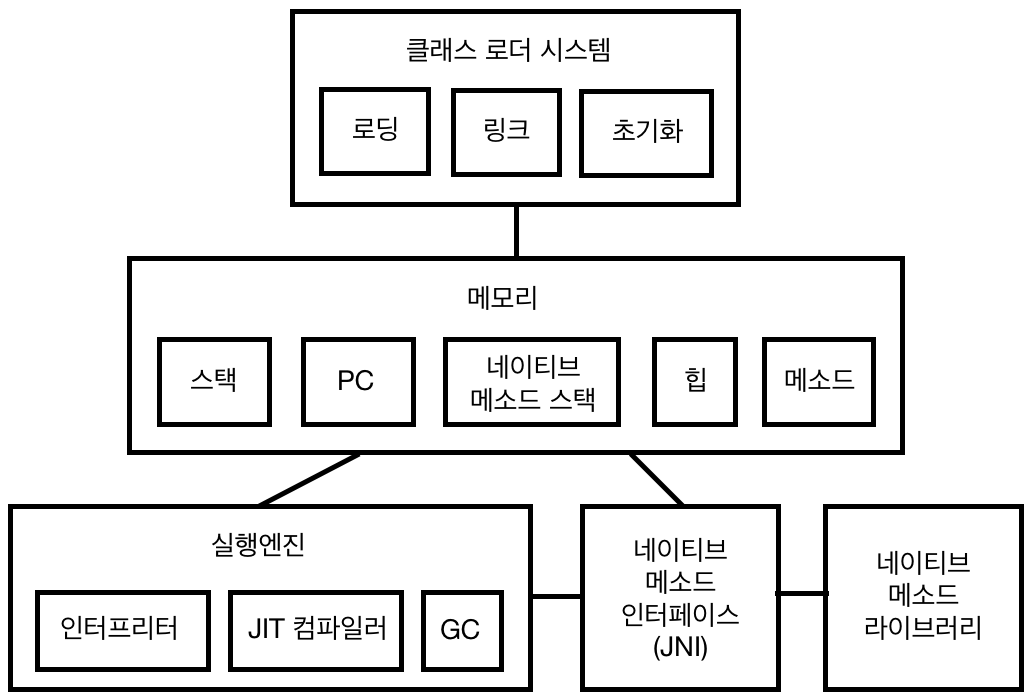 클래스 로더 시스템
로딩
링크
초기화
메모리
스택
PC
네이티브
메소드 스택
힙
메소드
실행엔진
인터프리터
JIT 컴파일러
GC
네이티브
메소드
인터페이스
(JNI)
네이티브
메소드
라이브러리